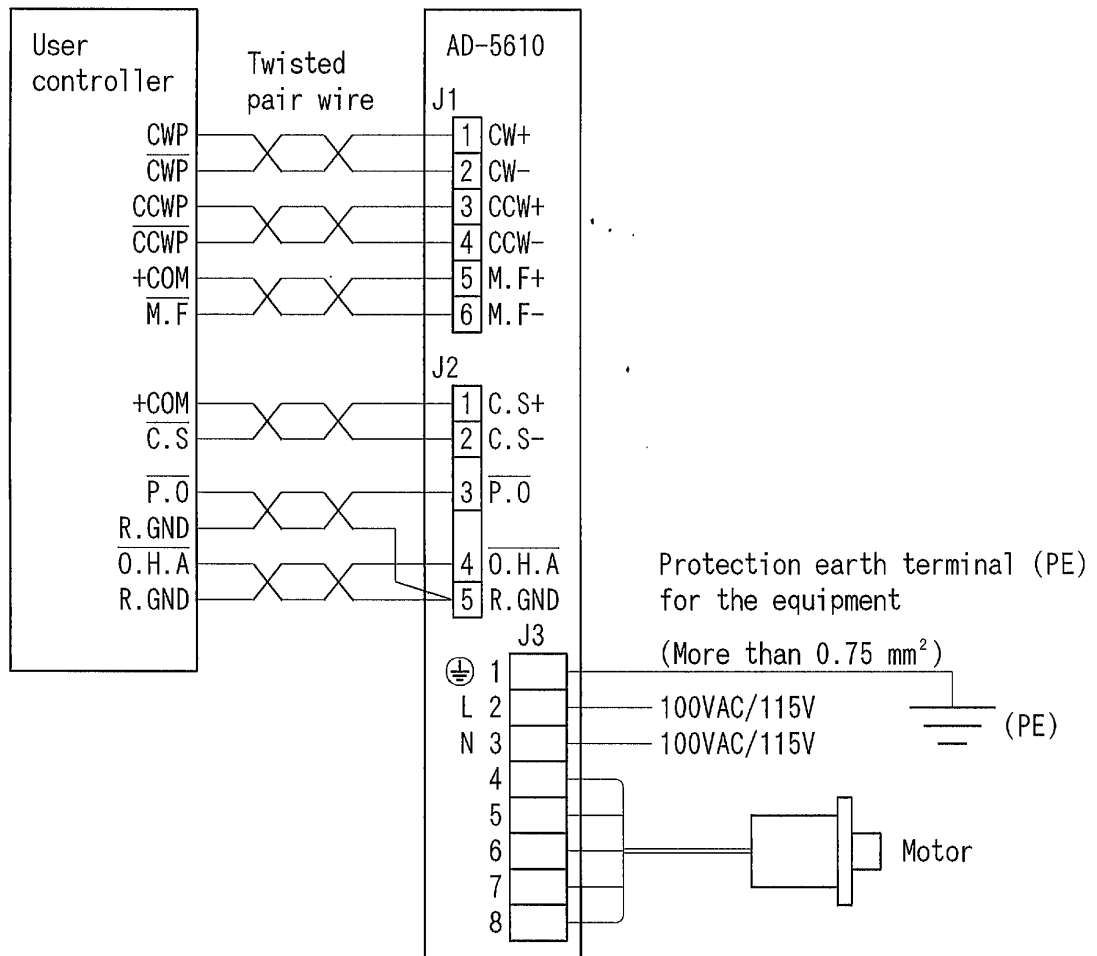 User
controller
Twisted
pair wire
AD-5610
J1
CWP 1 CW+
C̅W̅P̅ 2 CW-
CCWP 3 CCW+
C̅C̅W̅P̅ 4 CCW-
+COM 5 M.F+
M̅.̅F̅ 6 M.F-
J2
+COM 1 C.S+
C̅.̅S̅ 2 C.S-
P̅.̅O̅ 3 P̅.̅O̅
R.GND
O̅.̅H̅.̅A̅ 4 O̅.̅H̅.̅A̅
R.GND 5 R.GND
Protection earth terminal (PE)
for the equipment
(More than 0.75 mm²)
J3
1
L 2 100VAC/115V
N 3 100VAC/115V
(PE)
4
5
6
7
8
Motor